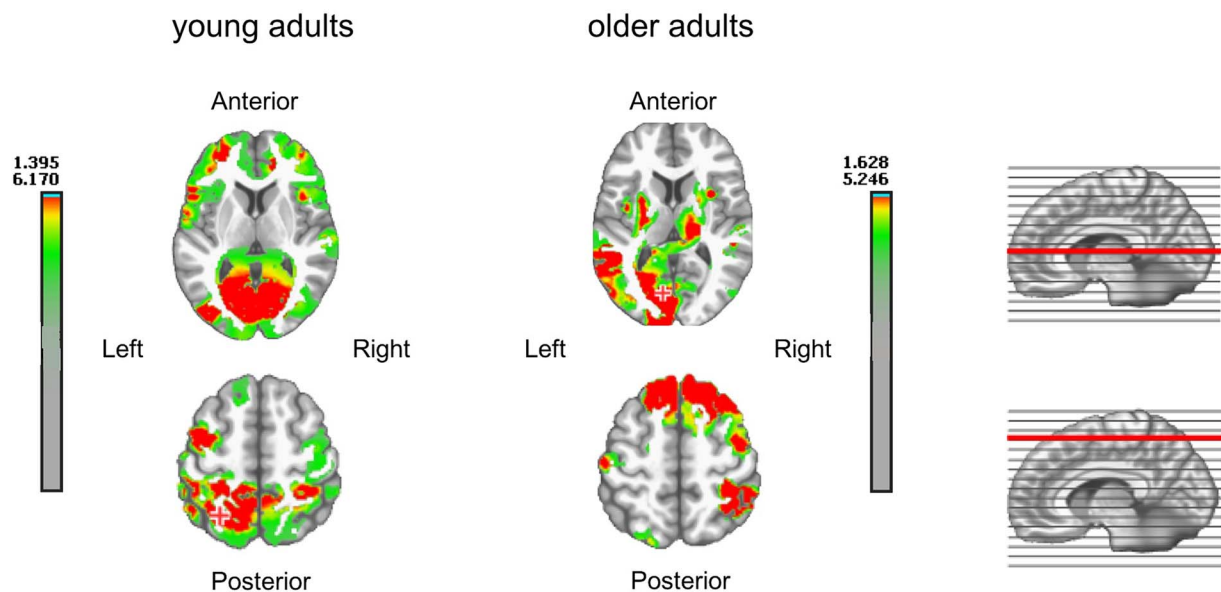 young adults
older adults
Anterior
Anterior
1.395
6.170
1.628
5.246
Left
Right
Left
Right
Posterior
Posterior